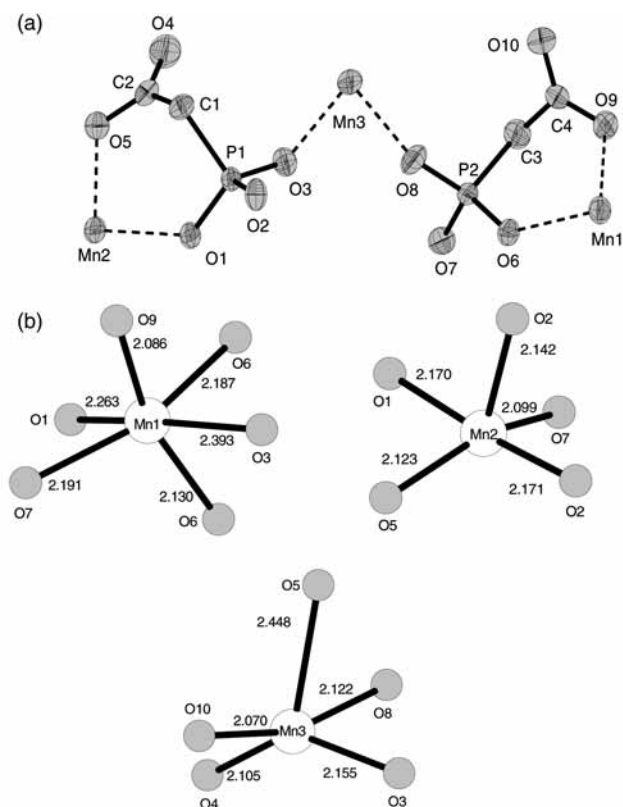 (a)
O4
O10
C2
C1
O9
C4
O5
Mn3
C3
P1
P2
O3
O8
O2
Mn2
O1
O7
O6
Mn1
(b)
O9
2.086
O6
2.187
O1
2.263
Mn1
2.393
O3
2.191
O7
2.130
O6
O2
2.142
2.170
O1
2.099
Mn2
O7
2.123
2.171
O5
O2
O5
2.448
2.122
O10
2.070
Mn3
O8
2.105
2.155
O4
O3